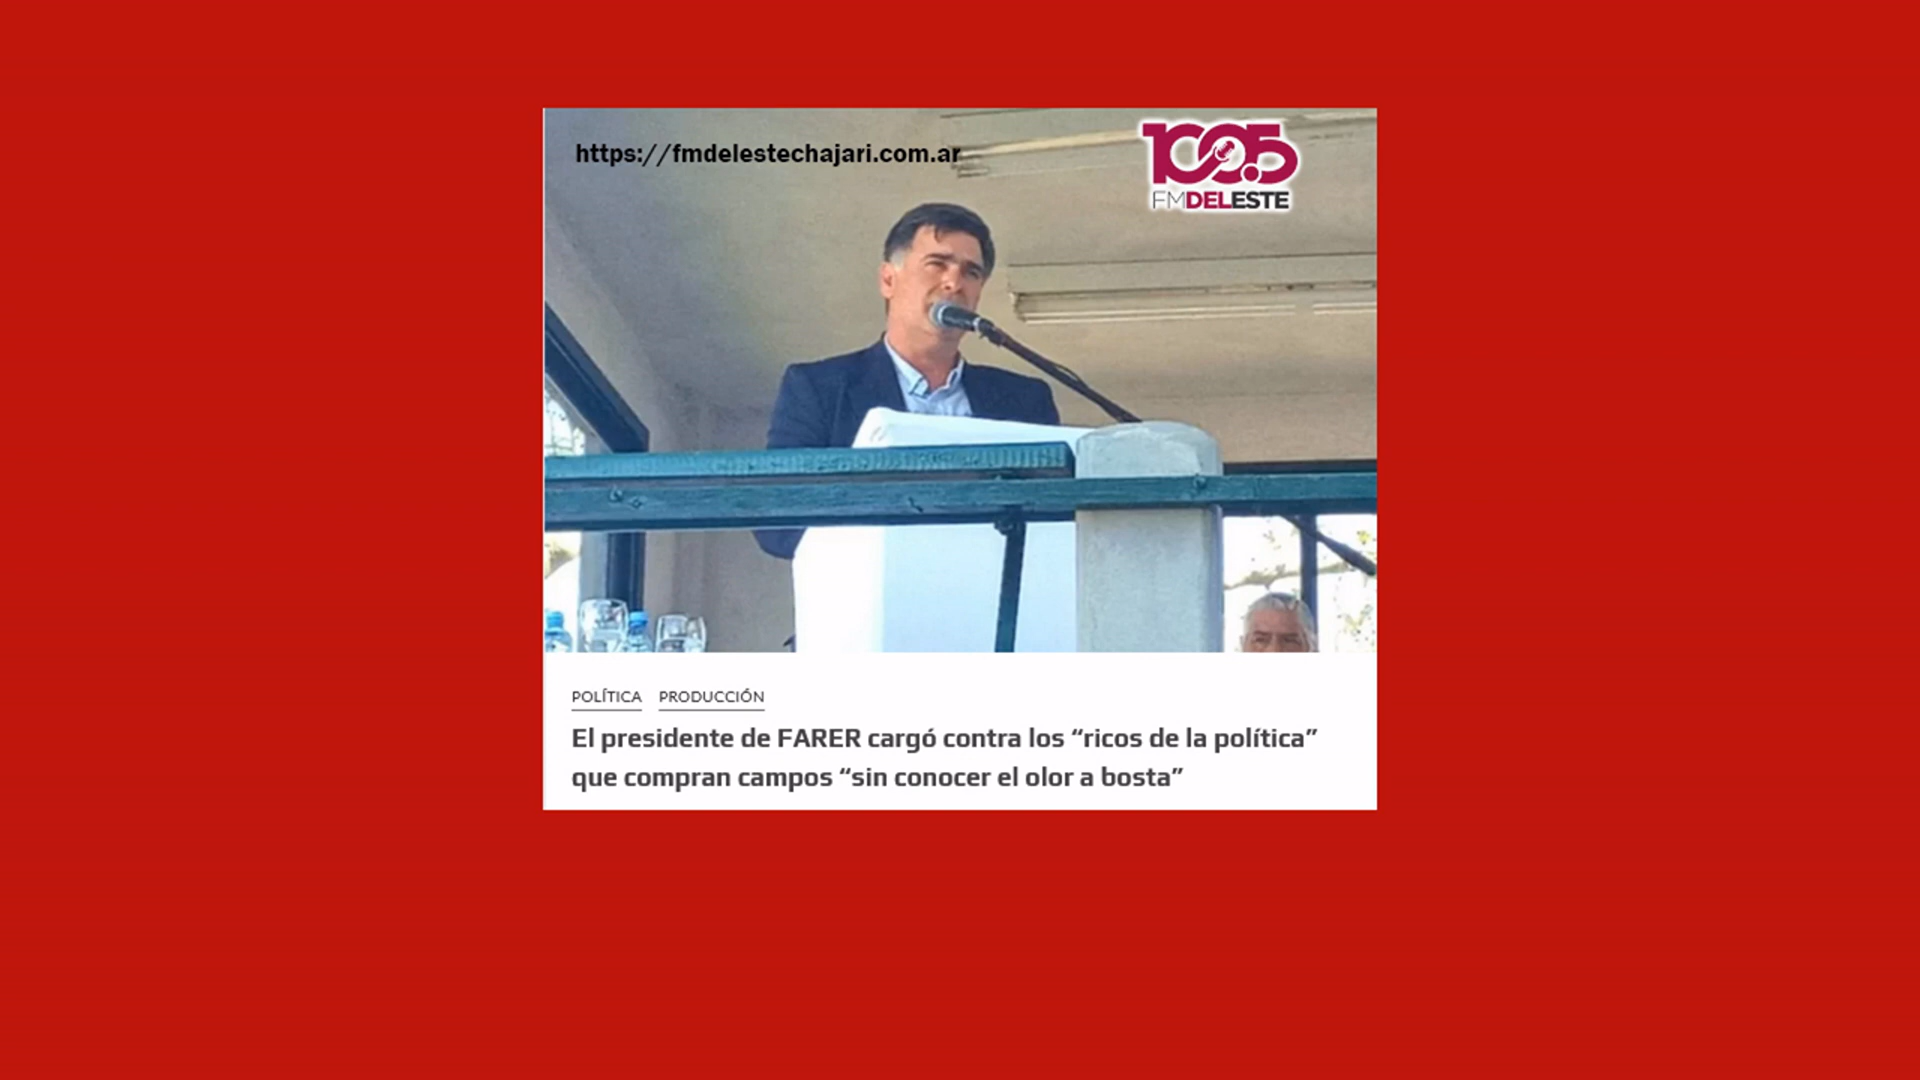 https://fmdelestechajari.com.ar
100.5
FMDELESTE
POLÍTICA PRODUCCIÓN
El presidente de FARER cargó contra los “ricos de la política”
que compran campos “sin conocer el olor a bosta”